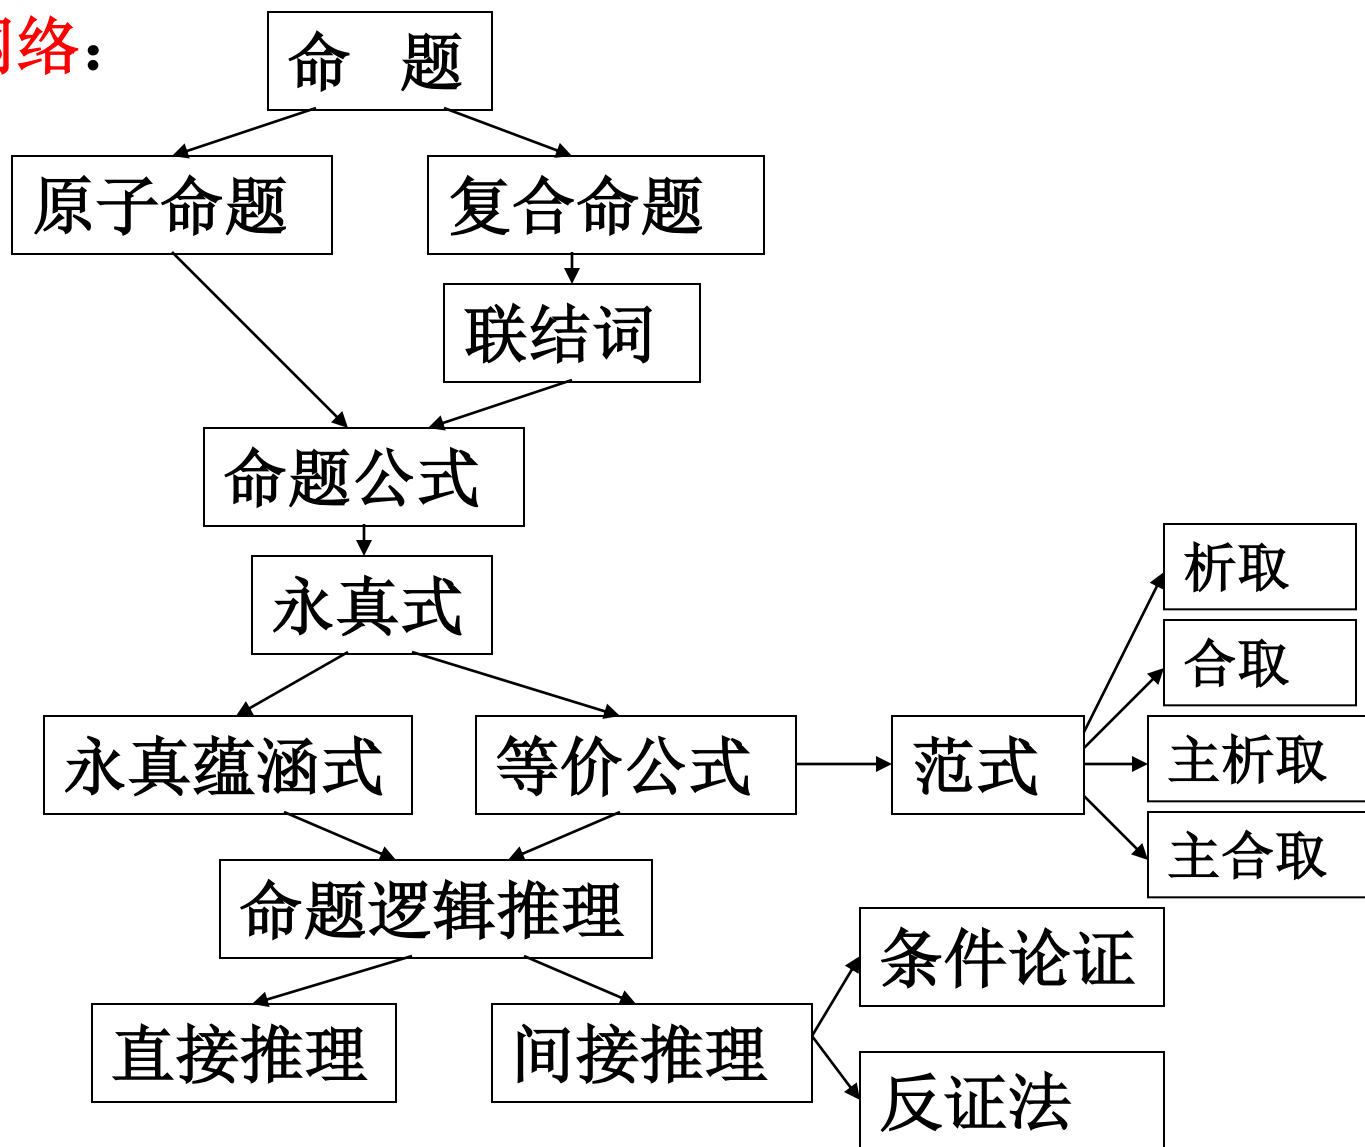 络：
命 题
原子命题
复合命题
联结词
命题公式
永真式
析取
合取
永真蕴涵式
等价公式
范式
主析取
主合取
命题逻辑推理
条件论证
直接推理
间接推理
反证法